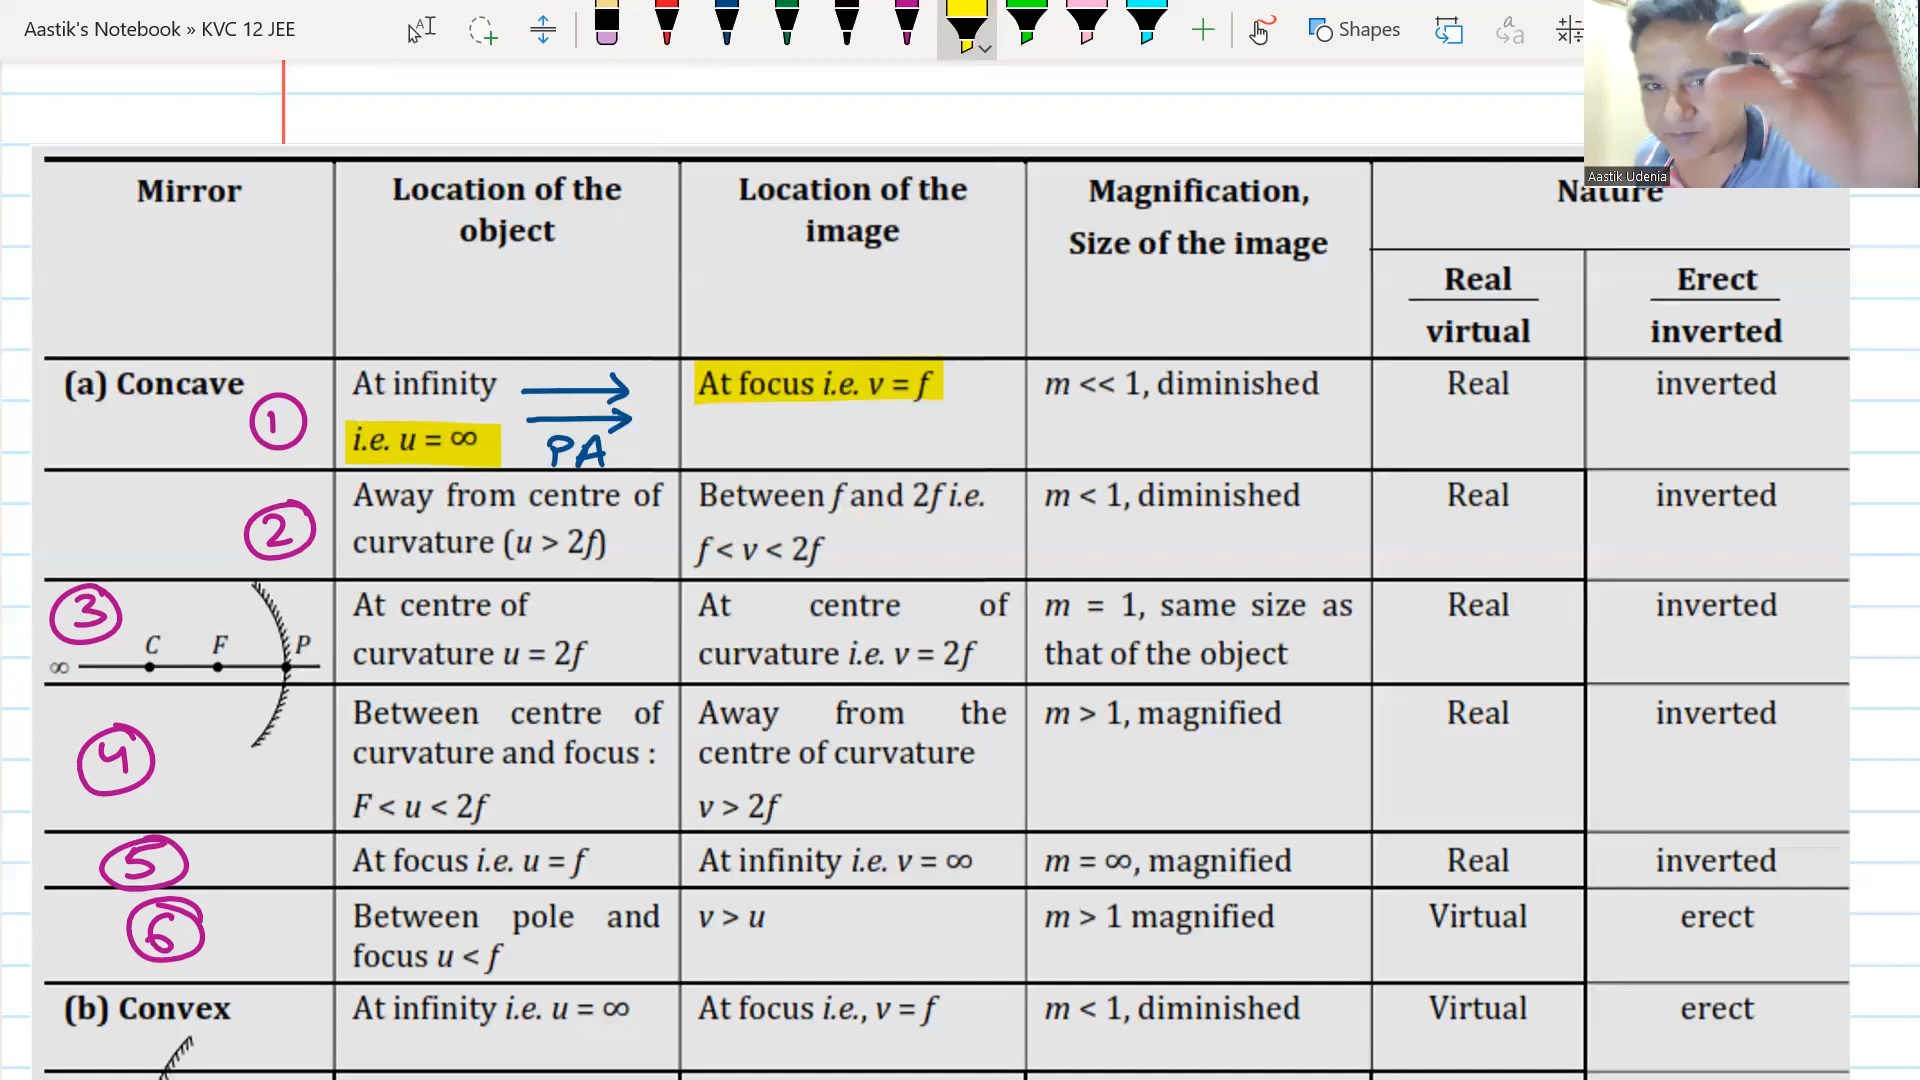 Aastik's Notebook » KVC 12 JEE
Shapes
Aastik Udenia
Mirror
Location of the
object
Location of the
image
Magnification,
Size of the image
Nature
Real
virtual
Erect
inverted
(a) Concave
1
At infinity
i.e. u = ∞
PA
At focus i.e. v = f
m << 1, diminished
Real
inverted
2
Away from centre of
curvature (u > 2f)
Between f and 2f i.e.
f < v < 2f
m < 1, diminished
Real
inverted
3
C F P
∞
At centre of
curvature u = 2f
At centre of
curvature i.e. v = 2f
m = 1, same size as
that of the object
Real
inverted
4
Between centre of
curvature and focus :
F < u < 2f
Away from the
centre of curvature
v > 2f
m > 1, magnified
Real
inverted
5
At focus i.e. u = f
At infinity i.e. v = ∞
m = ∞, magnified
Real
inverted
6
Between pole and
focus u < f
v > u
m > 1 magnified
Virtual
erect
(b) Convex
At infinity i.e. u = ∞
At focus i.e., v = f
m < 1, diminished
Virtual
erect